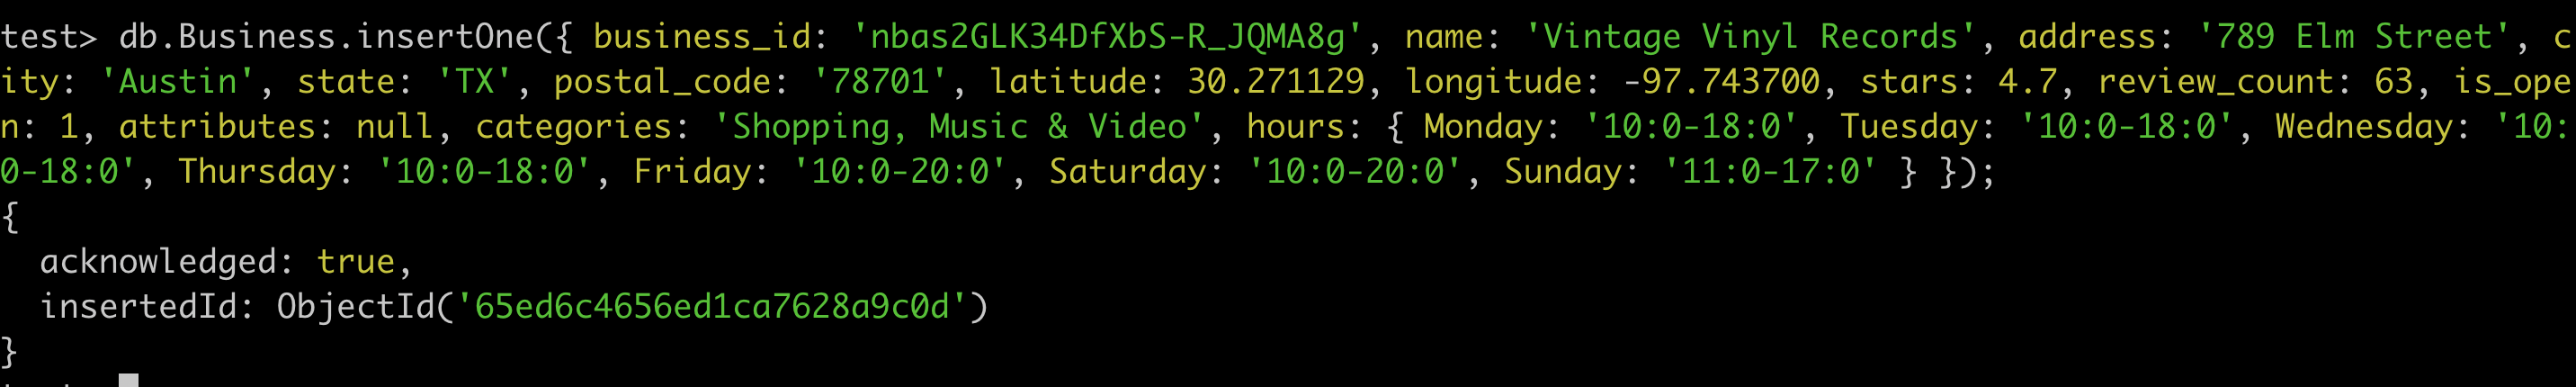 test> db.Business.insertOne({ business_id: 'nbas2GLK34DfXbS-R_JQMA8g', name: 'Vintage Vinyl Records', address: '789 Elm Street', c
ity: 'Austin', state: 'TX', postal_code: '78701', latitude: 30.271129, longitude: -97.743700, stars: 4.7, review_count: 63, is_ope
n: 1, attributes: null, categories: 'Shopping, Music & Video', hours: { Monday: '10:0-18:0', Tuesday: '10:0-18:0', Wednesday: '10:
0-18:0', Thursday: '10:0-18:0', Friday: '10:0-20:0', Saturday: '10:0-20:0', Sunday: '11:0-17:0' } });
{
  acknowledged: true,
  insertedId: ObjectId('65ed6c4656ed1ca7628a9c0d')
}